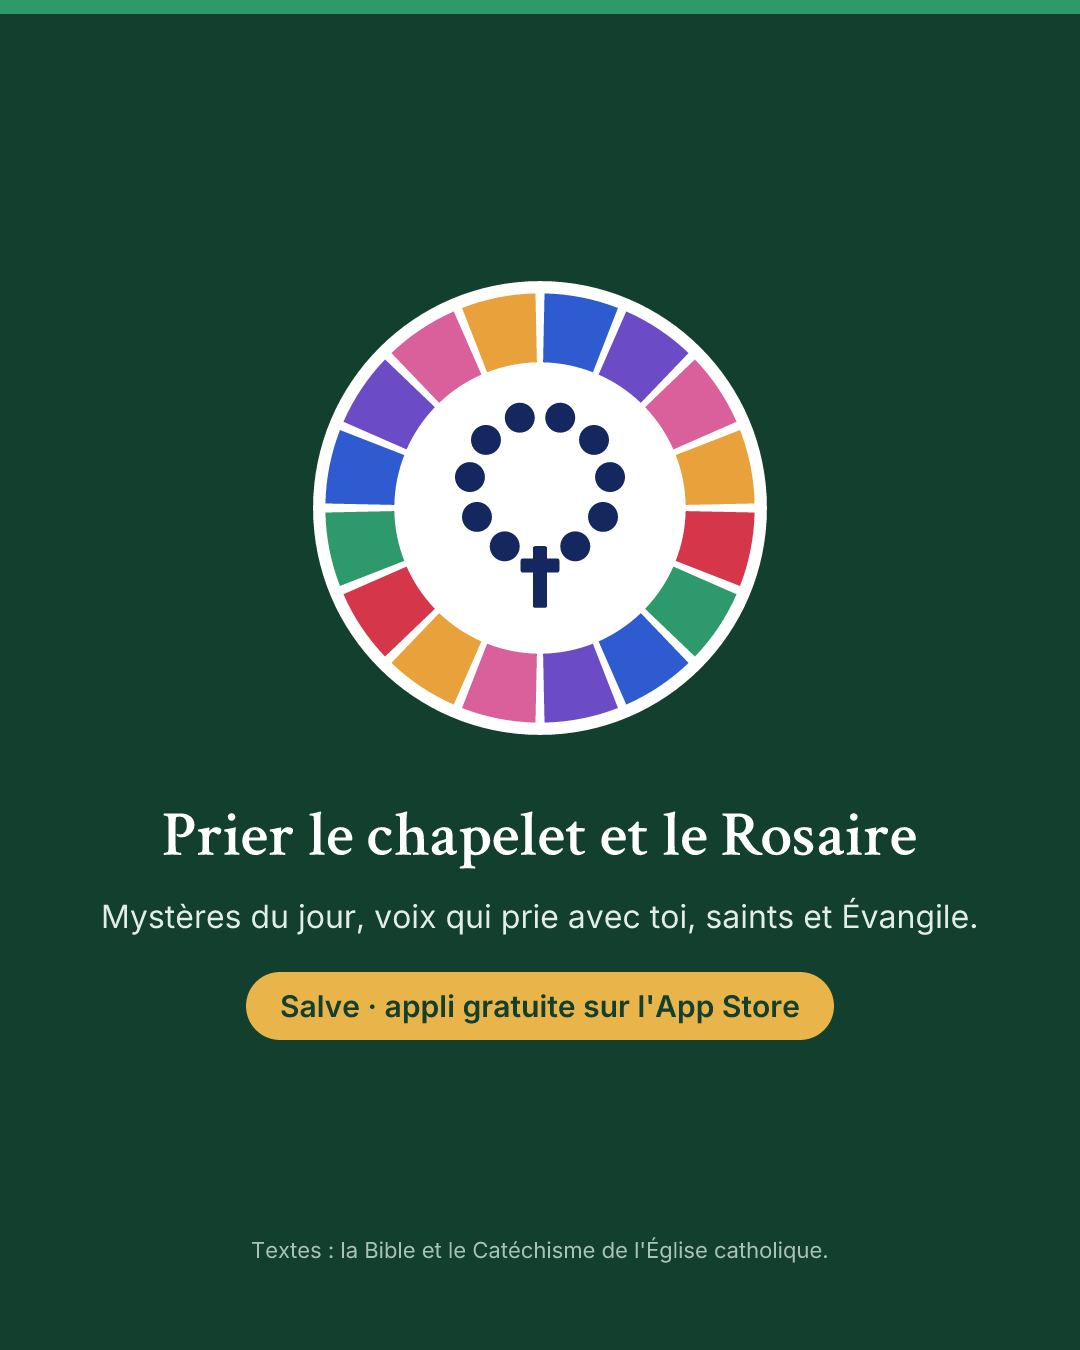 Prier le chapelet et le Rosaire
Mystères du jour, voix qui prie avec toi, saints et Évangile.
Salve · appli gratuite sur l'App Store
Textes : la Bible et le Catéchisme de l'Église catholique.